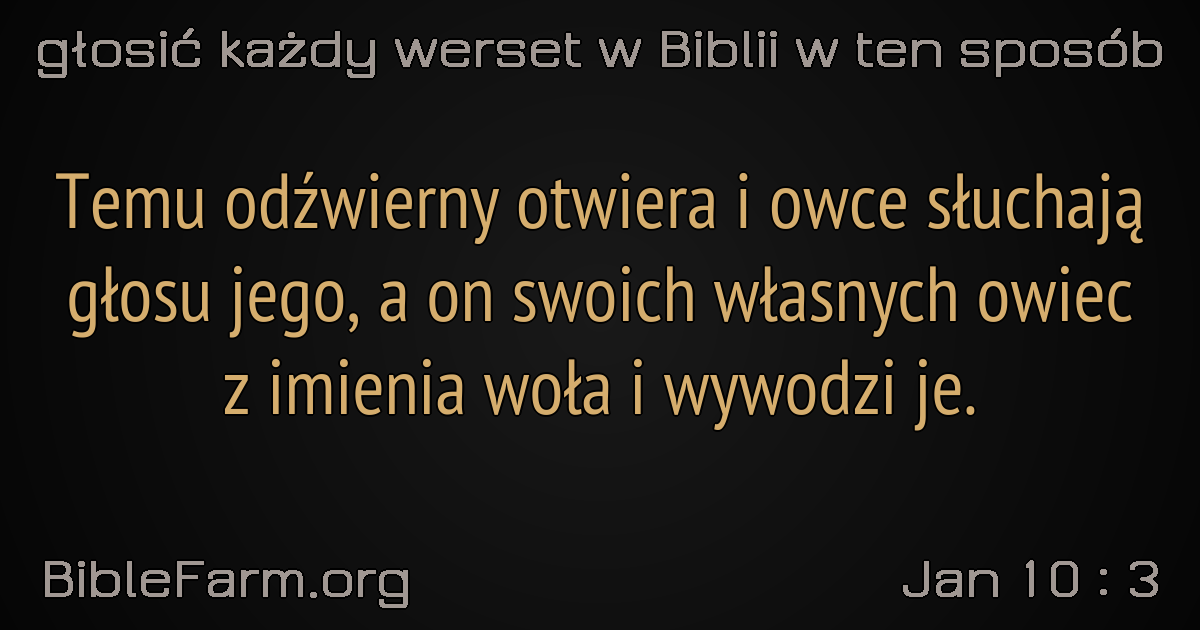 głosić każdy werset w Biblii w ten sposób
Temu odźwierny otwiera i owce słuchają
głosu jego, a on swoich własnych owiec
z imienia woła i wywodzi je.
BibleFarm.org
Jan 10 : 3